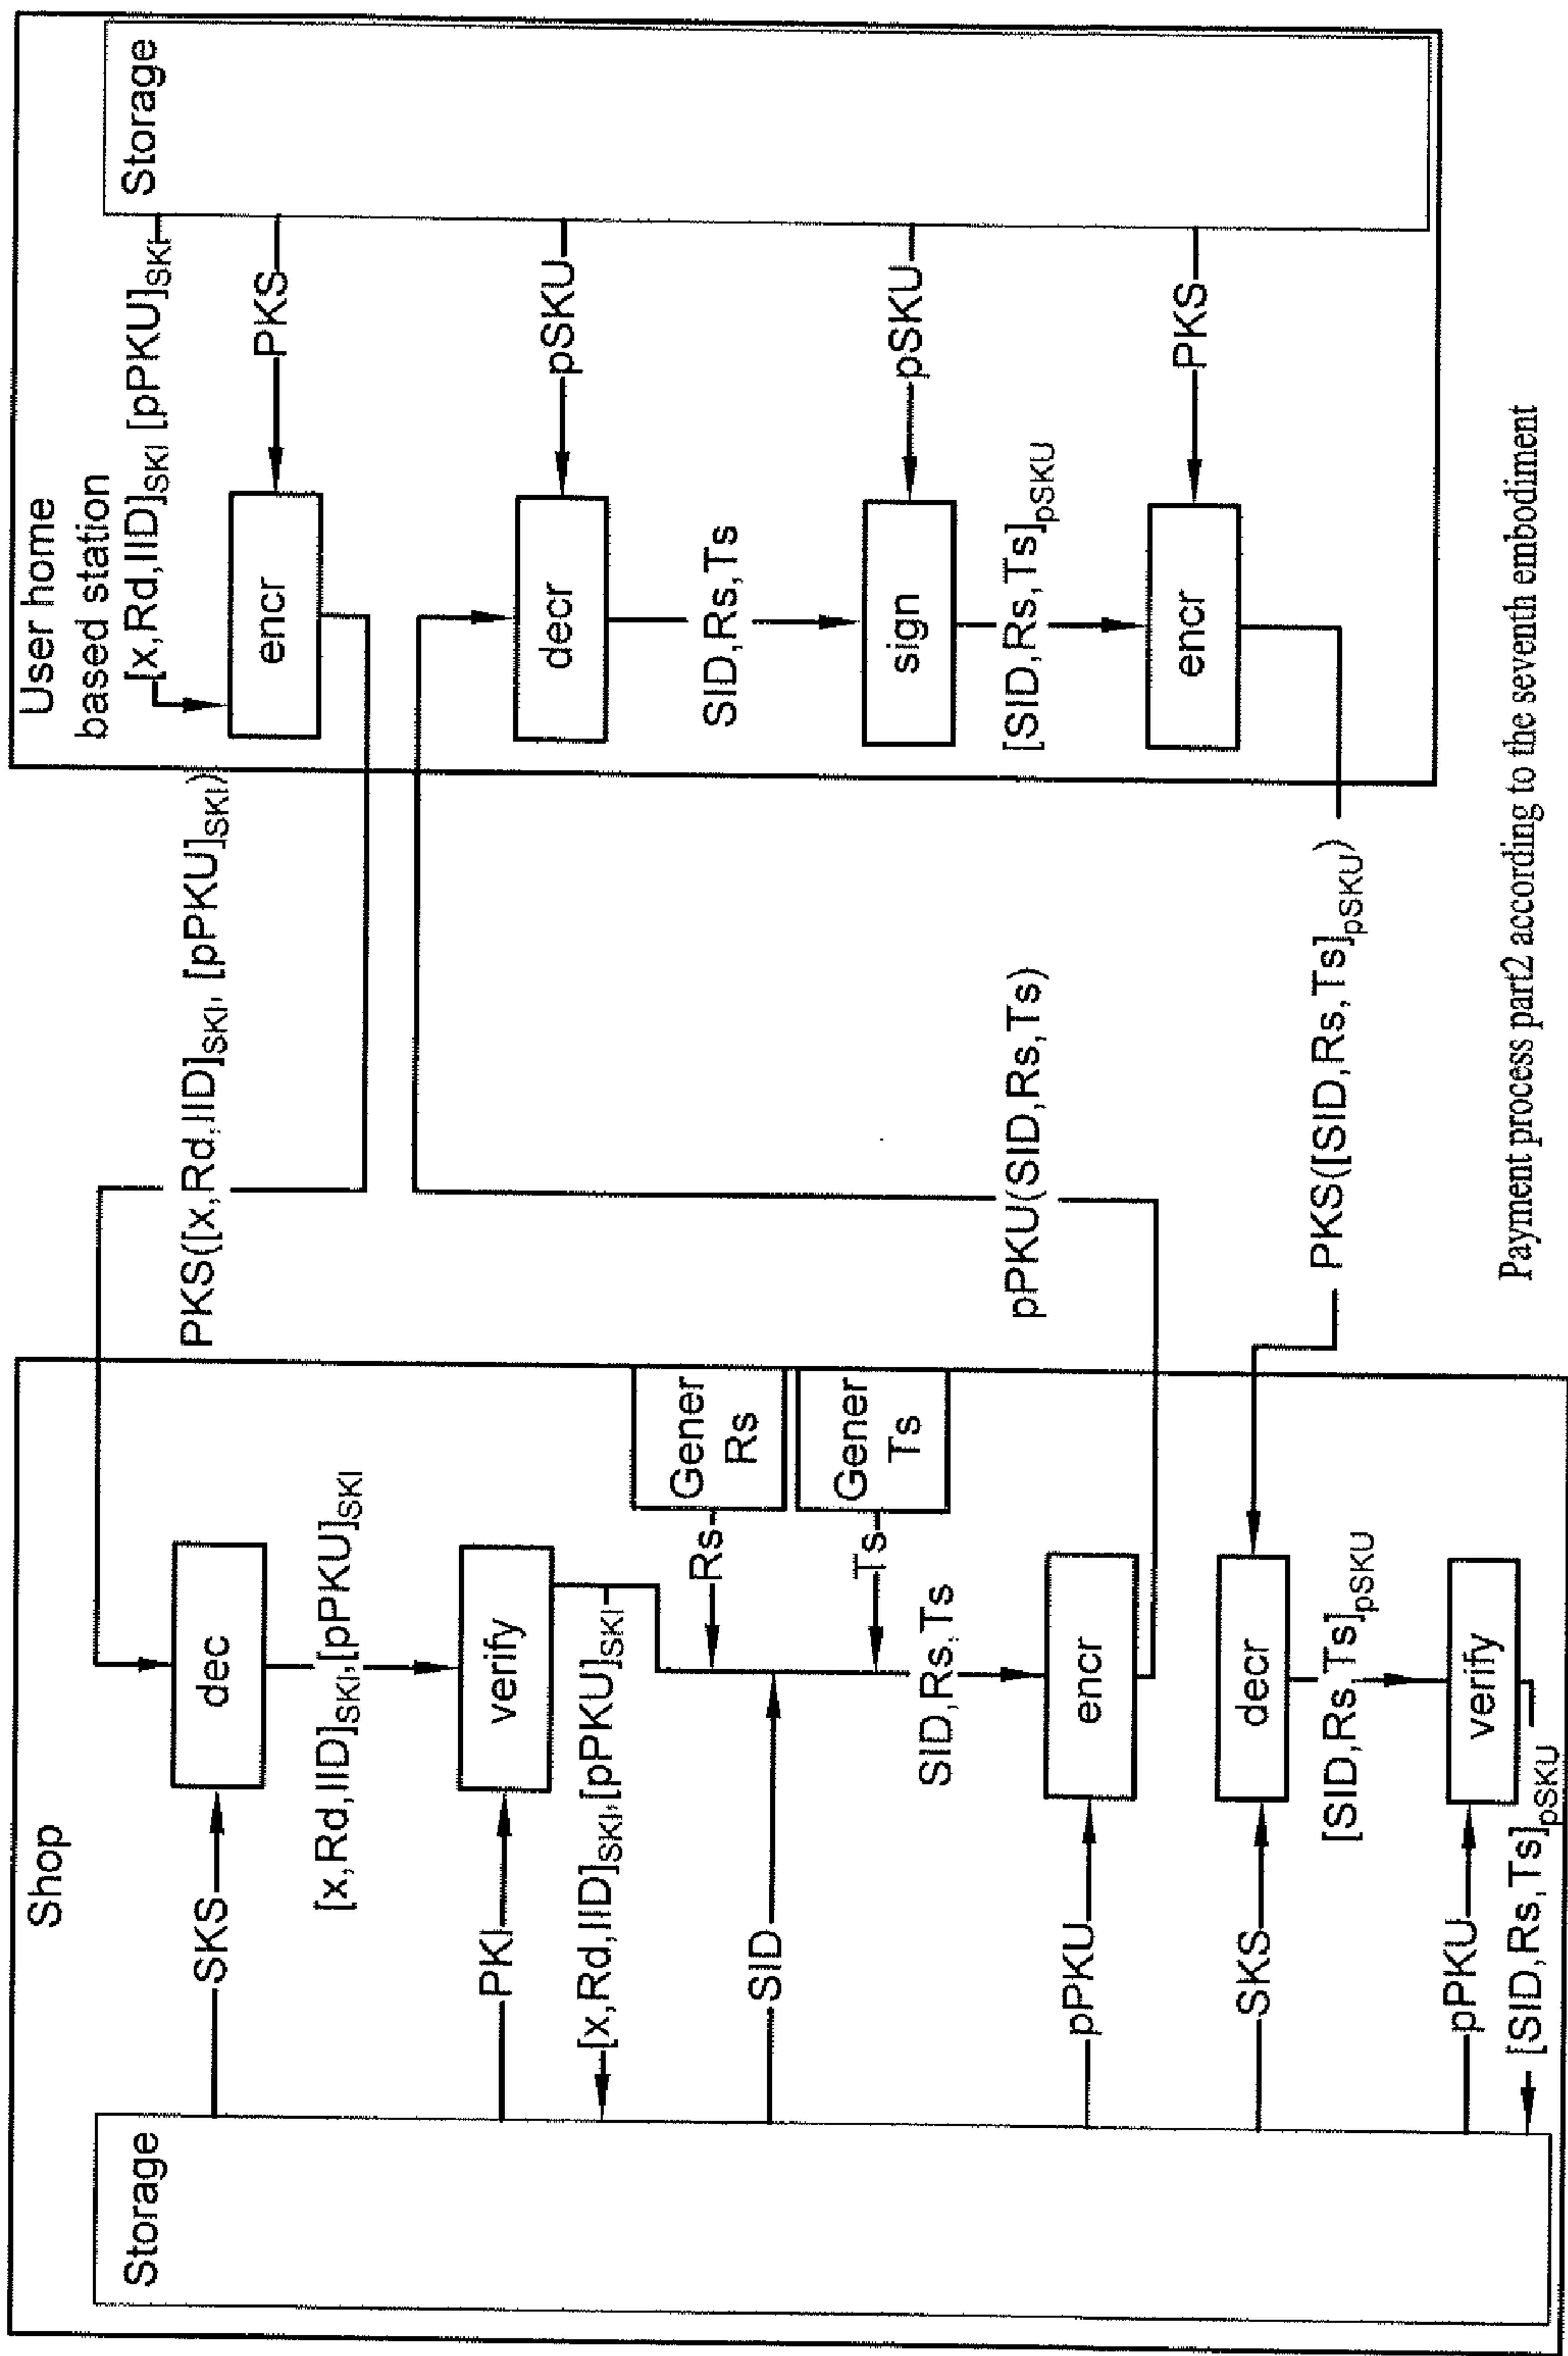 Shop
Storage
SKS
dec
[x,Rd,IID]SKI,[pPKU]SKI
PKI
verify
[x,Rd,IID]SKI,[pPKU]SKI
Gener
Rs
Rs
SID
Gener
Ts
Ts
SID,Rs,Ts
pPKU
encr
SKS
decr
[SID,Rs,Ts]pSKU
pPKU
verify
[SID,Rs,Ts]pSKU
PKS([x,Rd,IID]SKI, [pPKU]SKI)
pPKU(SID,Rs,Ts)
PKS([SID,Rs,Ts]pSKU)
User home
based station
Storage
[x,Rd,IID]SKI [pPKU]SKI
encr
PKS
decr
pSKU
SID,Rs,Ts
sign
pSKU
[SID,Rs,Ts]pSKU
encr
PKS
Payment process part2 according to the seventh embodiment